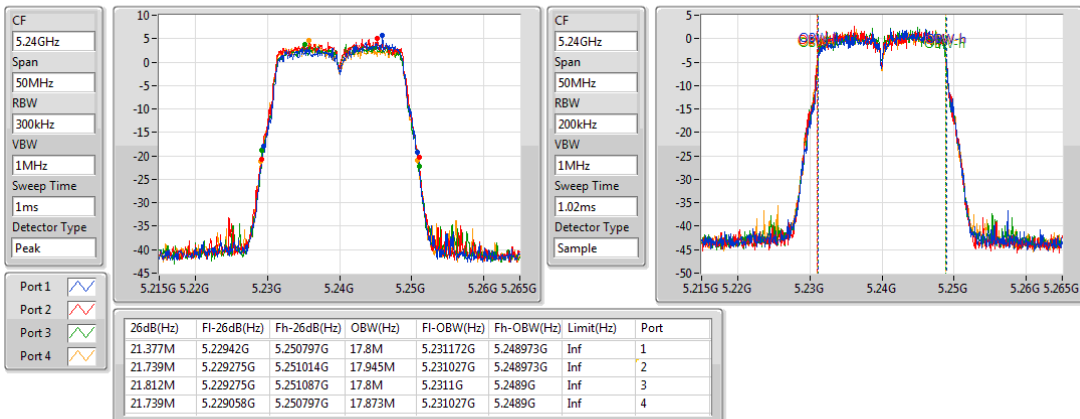 CF
5.24GHz
Span
50MHz
RBW
300kHz
VBW
1MHz
Sweep Time
1ms
Detector Type
Peak
10
5
0
-5
-10
-15
-20
-25
-30
-35
-40
-45
5.215G 5.22G 5.23G 5.24G 5.25G 5.26G 5.265G
CF
5.24GHz
Span
50MHz
RBW
200kHz
VBW
1MHz
Sweep Time
1.02ms
Detector Type
Sample
5
0
-5
-10
-15
-20
-25
-30
-35
-40
-45
-50
5.215G 5.22G 5.23G 5.24G 5.25G 5.26G 5.265G
Port 1
Port 2
Port 3
Port 4
26dB(Hz) Fl-26dB(Hz) Fh-26dB(Hz) OBW(Hz) Fl-OBW(Hz) Fh-OBW(Hz) Limit(Hz) Port
21.377M 5.22942G 5.250797G 17.8M 5.231172G 5.248973G Inf 1
21.739M 5.229275G 5.251014G 17.945M 5.231027G 5.248973G Inf 2
21.812M 5.229275G 5.251087G 17.8M 5.2311G 5.2489G Inf 3
21.739M 5.229058G 5.250797G 17.873M 5.231027G 5.2489G Inf 4